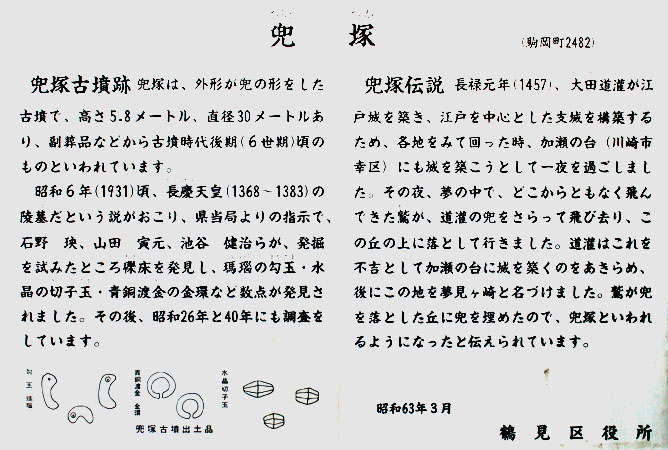 兜塚
(駒岡町2482)
兜塚古墳跡 兜塚は、外形が兜の形をした
古墳で、高さ5.8メートル、直径30メートルあ
り、副葬品などから古墳時代後期(6世期)頃の
ものといわれています。
昭和6年(1931)頃、長慶天皇(1368~1383)の
陵墓だという説がおこり、県当局よりの指示で、
石野 瑛、山田 寅元、池谷 健治らが、発掘
を試みたところ礫床を発見し、瑪瑙の勾玉・水
晶の切子玉・青銅渡金の金環など数点が発見さ
れました。その後、昭和26年と40年にも調査を
しています。
勾玉 瑪瑙
青銅渡金 金環
水晶切子玉
兜塚古墳出土品
兜塚伝説 長禄元年(1457)、大田道灌が江
戸城を築き、江戸を中心とした支城を構築する
ため、各地をみて回った時、加瀬の台(川崎市
幸区)にも城を築こうとして一夜を過ごしまし
た。その夜、夢の中で、どこからともなく飛ん
できた鷲が、道灌の兜をさらって飛び去り、こ
の丘の上に落として行きました。道灌はこれを
不吉として加瀬の台に城を築くのをあきらめ、
後にこの地を夢見ヶ崎と名づけました。鷲が兜
を落とした丘に兜を埋めたので、兜塚といわれ
るようになったと伝えられています。
昭和63年3月
鶴見区役所